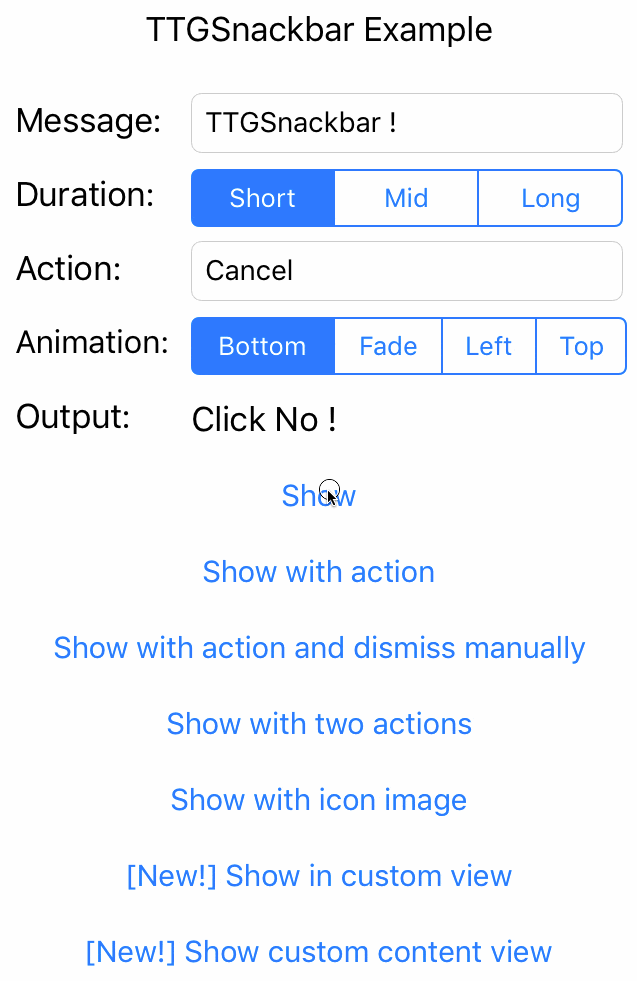 TTGSnackbar Example
Message: TTGSnackbar !
Duration: Short Mid Long
Action: Cancel
Animation: Bottom Fade Left Top
Output: Click No !
Show
Show with action
Show with action and dismiss manually
Show with two actions
Show with icon image
[New!] Show in custom view
[New!] Show custom content view